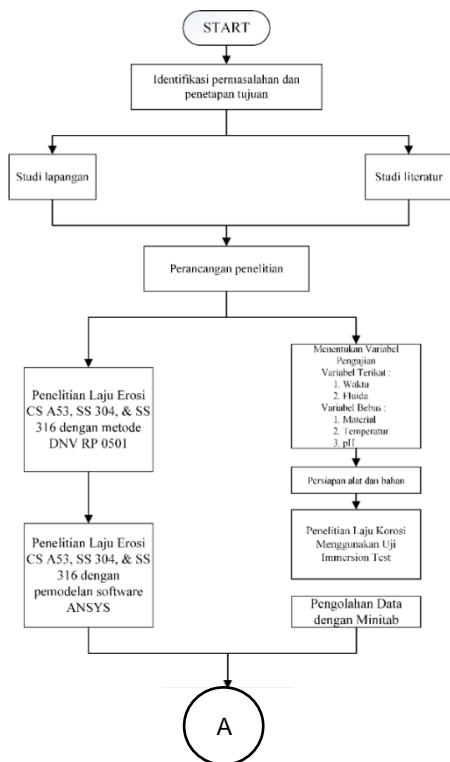 START
Identifikasi permasalahan dan
penetapan tujuan
Studi lapangan
Studi literatur
Perancangan penelitian
Penelitian Laju Erosi
CS A53, SS 304, & SS
316 dengan metode
DNV RP 0501
Menentukan Variabel
Pengujian
Variabel Terikat :
1. Waktu
2. Fluida
Variabel Bebas :
1. Material
2. Temperatur
3. pH
Persiapan alat dan bahan
Penelitian Laju Erosi
CS A53, SS 304, & SS
316 dengan
pemodelan software
ANSYS
Penelitian Laju Korosi
Menggunakan Uji
Immersion Test
Pengolahan Data
dengan Minitab
A